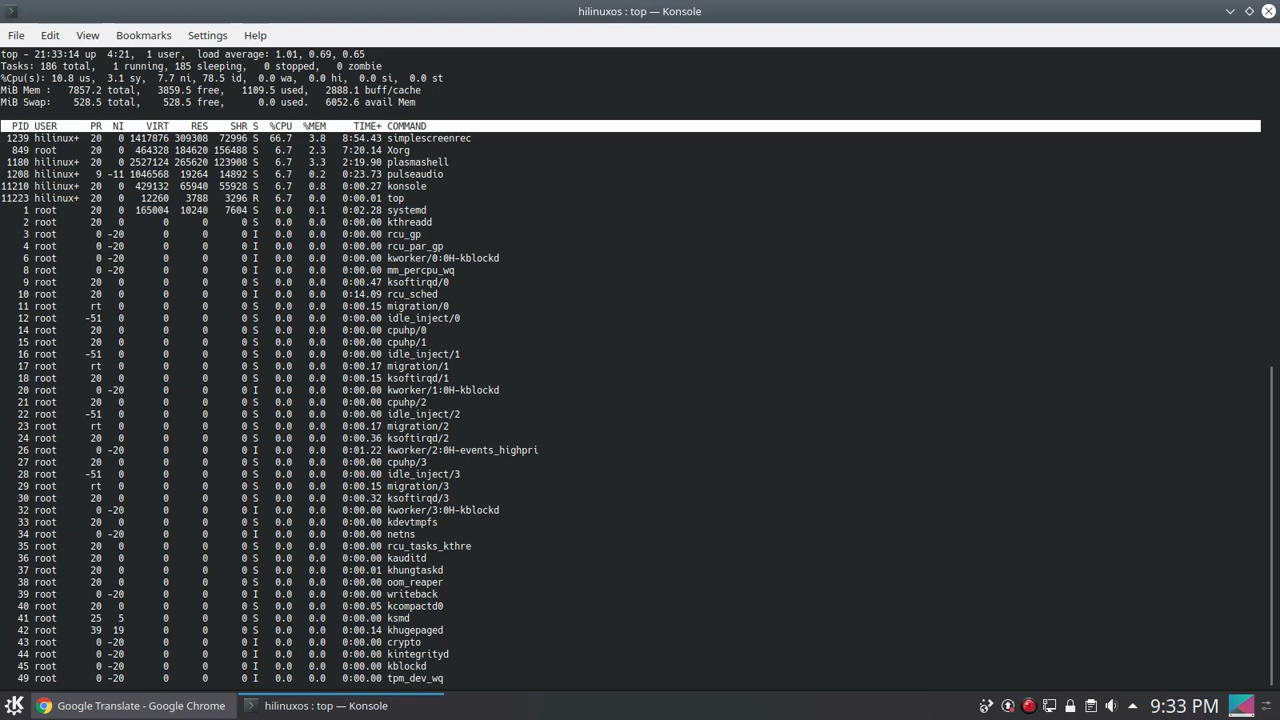 hilinuxos : top — Konsole
File Edit View Bookmarks Settings Help
top - 21:33:14 up  4:21,  1 user,  load average: 1.01, 0.69, 0.65
Tasks: 186 total,   1 running, 185 sleeping,   0 stopped,   0 zombie
%Cpu(s): 10.8 us,  3.1 sy,  7.7 ni, 78.5 id,  0.0 wa,  0.0 hi,  0.0 si,  0.0 st
MiB Mem :   7857.2 total,   3859.5 free,   1109.5 used,   2888.1 buff/cache
MiB Swap:    528.5 total,    528.5 free,      0.0 used.   6052.6 avail Mem
PID USER PR NI VIRT RES SHR S %CPU %MEM TIME+ COMMAND
1239 hilinux+ 20 0 1417876 309308 72996 S 66.7 3.8 8:54.43 simplescreenrec
849 root 20 0 464328 184620 156488 S 6.7 2.3 7:20.14 Xorg
1180 hilinux+ 20 0 2527124 265620 123908 S 6.7 3.3 2:19.90 plasmashell
1208 hilinux+ 9 -11 1046568 19264 14892 S 6.7 0.2 0:23.73 pulseaudio
11210 hilinux+ 20 0 429132 65940 55928 S 6.7 0.8 0:00.27 konsole
11223 hilinux+ 20 0 12260 3788 3296 R 6.7 0.0 0:00.01 top
1 root 20 0 165004 10240 7604 S 0.0 0.1 0:02.28 systemd
2 root 20 0 0 0 0 S 0.0 0.0 0:00.00 kthreadd
3 root 0 -20 0 0 0 I 0.0 0.0 0:00.00 rcu_gp
4 root 0 -20 0 0 0 I 0.0 0.0 0:00.00 rcu_par_gp
6 root 0 -20 0 0 0 I 0.0 0.0 0:00.00 kworker/0:0H-kblockd
8 root 0 -20 0 0 0 I 0.0 0.0 0:00.00 mm_percpu_wq
9 root 20 0 0 0 0 S 0.0 0.0 0:00.47 ksoftirqd/0
10 root 20 0 0 0 0 I 0.0 0.0 0:14.09 rcu_sched
11 root rt 0 0 0 0 S 0.0 0.0 0:00.15 migration/0
12 root -51 0 0 0 0 S 0.0 0.0 0:00.00 idle_inject/0
14 root 20 0 0 0 0 S 0.0 0.0 0:00.00 cpuhp/0
15 root 20 0 0 0 0 S 0.0 0.0 0:00.00 cpuhp/1
16 root -51 0 0 0 0 S 0.0 0.0 0:00.00 idle_inject/1
17 root rt 0 0 0 0 S 0.0 0.0 0:00.17 migration/1
18 root 20 0 0 0 0 S 0.0 0.0 0:00.15 ksoftirqd/1
20 root 0 -20 0 0 0 I 0.0 0.0 0:00.00 kworker/1:0H-kblockd
21 root 20 0 0 0 0 S 0.0 0.0 0:00.00 cpuhp/2
22 root -51 0 0 0 0 S 0.0 0.0 0:00.00 idle_inject/2
23 root rt 0 0 0 0 S 0.0 0.0 0:00.17 migration/2
24 root 20 0 0 0 0 S 0.0 0.0 0:00.36 ksoftirqd/2
26 root 0 -20 0 0 0 I 0.0 0.0 0:01.22 kworker/2:0H-events_highpri
27 root 20 0 0 0 0 S 0.0 0.0 0:00.00 cpuhp/3
28 root -51 0 0 0 0 S 0.0 0.0 0:00.00 idle_inject/3
29 root rt 0 0 0 0 S 0.0 0.0 0:00.15 migration/3
30 root 20 0 0 0 0 S 0.0 0.0 0:00.32 ksoftirqd/3
32 root 0 -20 0 0 0 I 0.0 0.0 0:00.00 kworker/3:0H-kblockd
33 root 20 0 0 0 0 S 0.0 0.0 0:00.00 kdevtmpfs
34 root 0 -20 0 0 0 I 0.0 0.0 0:00.00 netns
35 root 20 0 0 0 0 S 0.0 0.0 0:00.00 rcu_tasks_kthre
36 root 20 0 0 0 0 S 0.0 0.0 0:00.00 kauditd
37 root 20 0 0 0 0 S 0.0 0.0 0:00.01 khungtaskd
38 root 20 0 0 0 0 S 0.0 0.0 0:00.00 oom_reaper
39 root 0 -20 0 0 0 I 0.0 0.0 0:00.00 writeback
40 root 20 0 0 0 0 S 0.0 0.0 0:00.05 kcompactd0
41 root 25 5 0 0 0 S 0.0 0.0 0:00.00 ksmd
42 root 39 19 0 0 0 S 0.0 0.0 0:00.14 khugepaged
43 root 0 -20 0 0 0 I 0.0 0.0 0:00.00 crypto
44 root 0 -20 0 0 0 I 0.0 0.0 0:00.00 kintegrityd
45 root 0 -20 0 0 0 I 0.0 0.0 0:00.00 kblockd
49 root 0 -20 0 0 0 I 0.0 0.0 0:00.00 tpm_dev_wq
Google Translate - Google Chrome hilinuxos : top — Konsole 9:33 PM